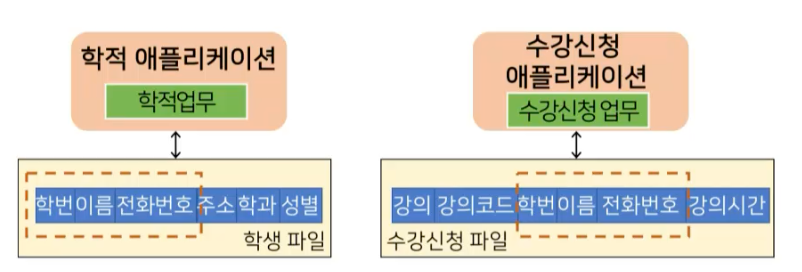 학적 애플리케이션
학적업무
학번 이름 전화번호 주소 학과 성별
학생 파일
수강신청
애플리케이션
수강신청 업무
강의 강의코드 학번 이름 전화번호 강의시간
수강신청 파일